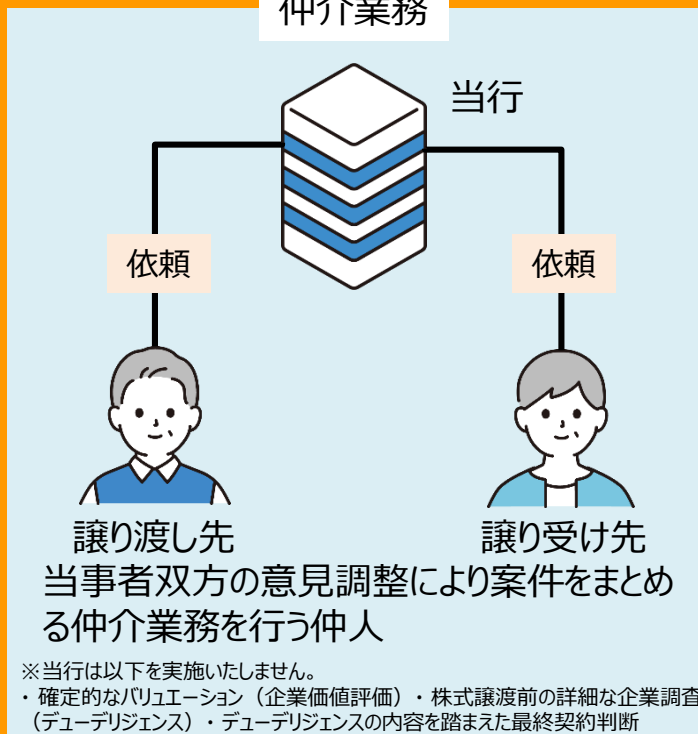 仲介業務
当行
依頼
依頼
譲り渡し先
譲り受け先
当事者双方の意見調整により案件をまとめ
る仲介業務を行う仲人
※当行は以下を実施いたしません。
・確定的なバリュエーション（企業価値評価）・株式譲渡前の詳細な企業調査
（デューデリジェンス）・デューデリジェンスの内容を踏まえた最終契約判断